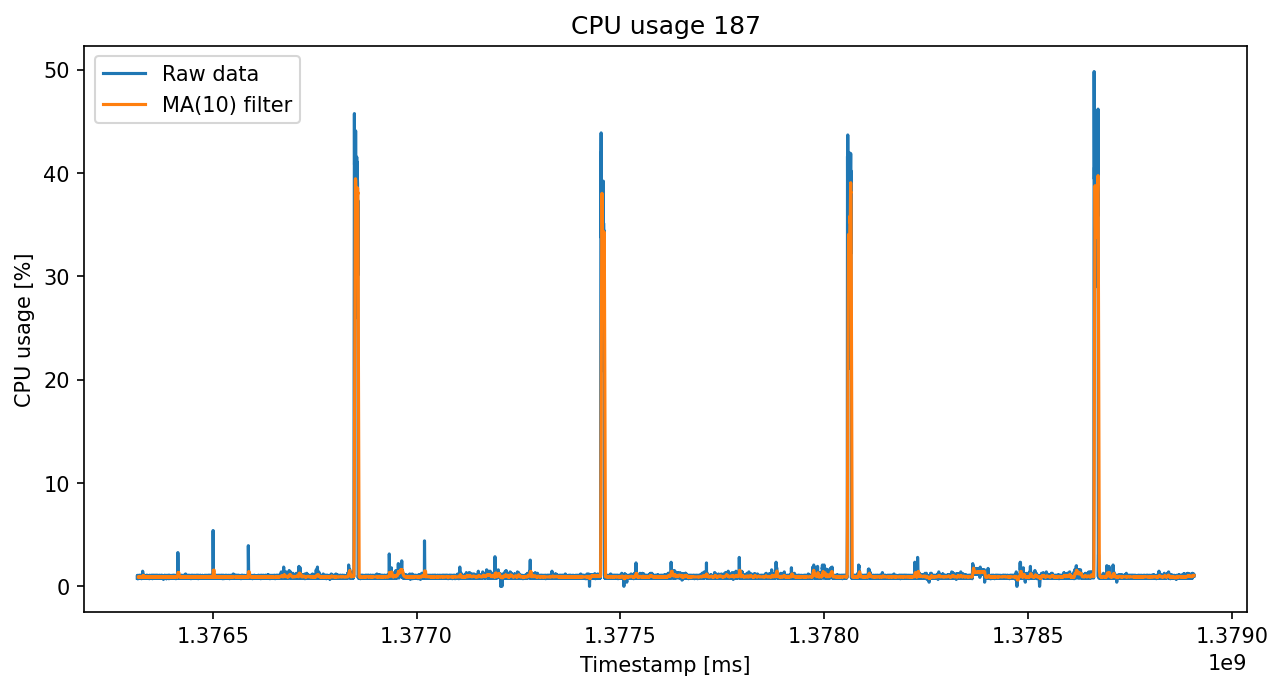 CPU usage 187
Raw data
MA(10) filter
CPU usage [%]
50
40
30
20
10
0
1.3765 1.3770 1.3775 1.3780 1.3785 1.3790
1e9
Timestamp [ms]